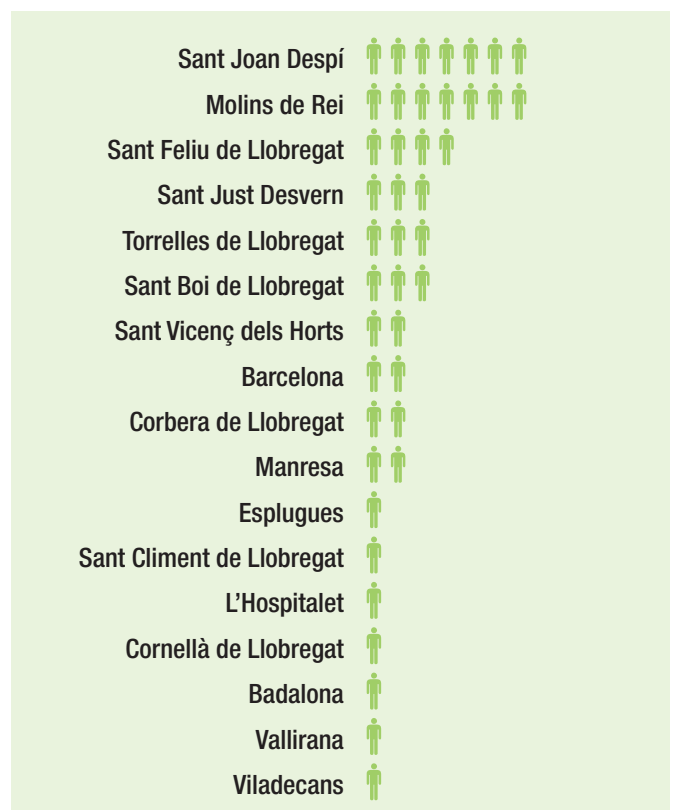 Sant Joan Despí
Molins de Rei
Sant Feliu de Llobregat
Sant Just Desvern
Torrelles de Llobregat
Sant Boi de Llobregat
Sant Vicenç dels Horts
Barcelona
Corbera de Llobregat
Manresa
Esplugues
Sant Climent de Llobregat
L’Hospitalet
Cornellà de Llobregat
Badalona
Vallirana
Viladecans